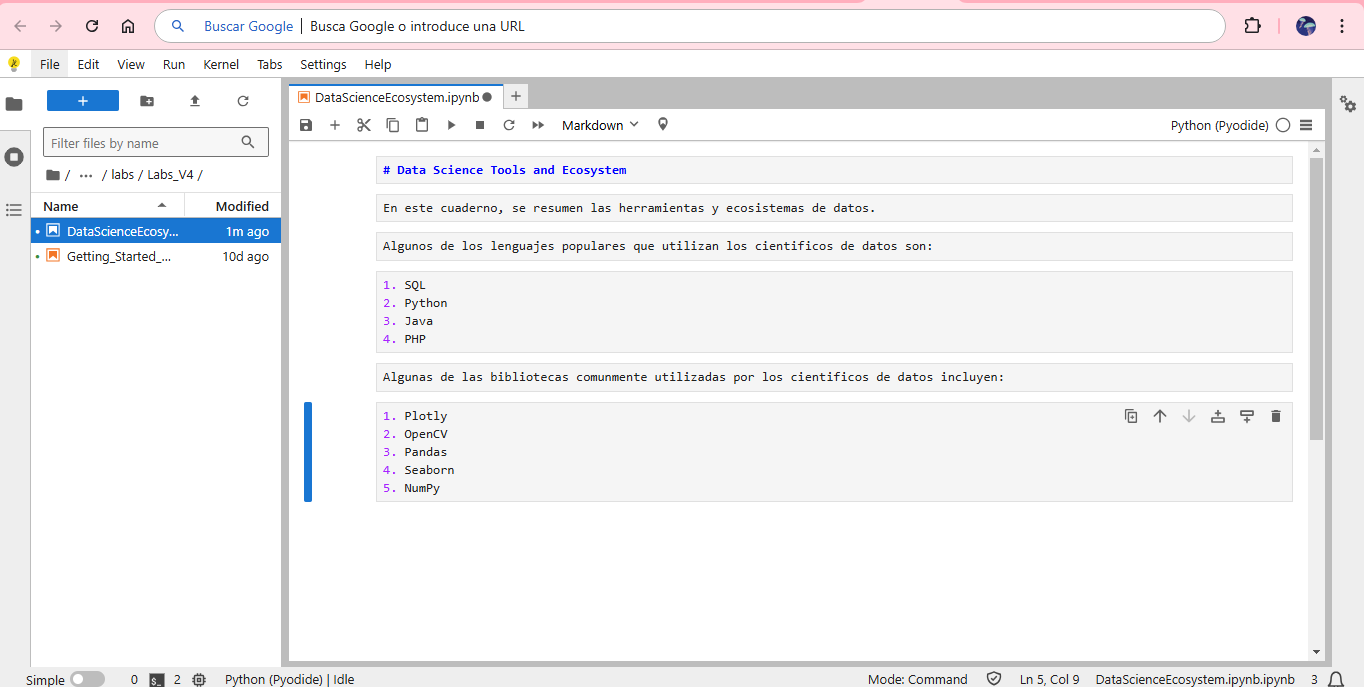 Buscar Google | Busca Google o introduce una URL
File Edit View Run Kernel Tabs Settings Help
+
Filter files by name
/ ··· / labs / Labs_V4 /
Name Modified
DataScienceEcosy... 1m ago
Getting_Started_... 10d ago
DataScienceEcosystem.ipynb
Markdown
Python (Pyodide)
# Data Science Tools and Ecosystem
En este cuaderno, se resumen las herramientas y ecosistemas de datos.
Algunos de los lenguajes populares que utilizan los cientificos de datos son:
1. SQL
2. Python
3. Java
4. PHP
Algunas de las bibliotecas comunmente utilizadas por los cientificos de datos incluyen:
1. Plotly
2. OpenCV
3. Pandas
4. Seaborn
5. NumPy
Simple 0 $_ 2 Python (Pyodide) | Idle Mode: Command Ln 5, Col 9 DataScienceEcosystem.ipynb.ipynb 3